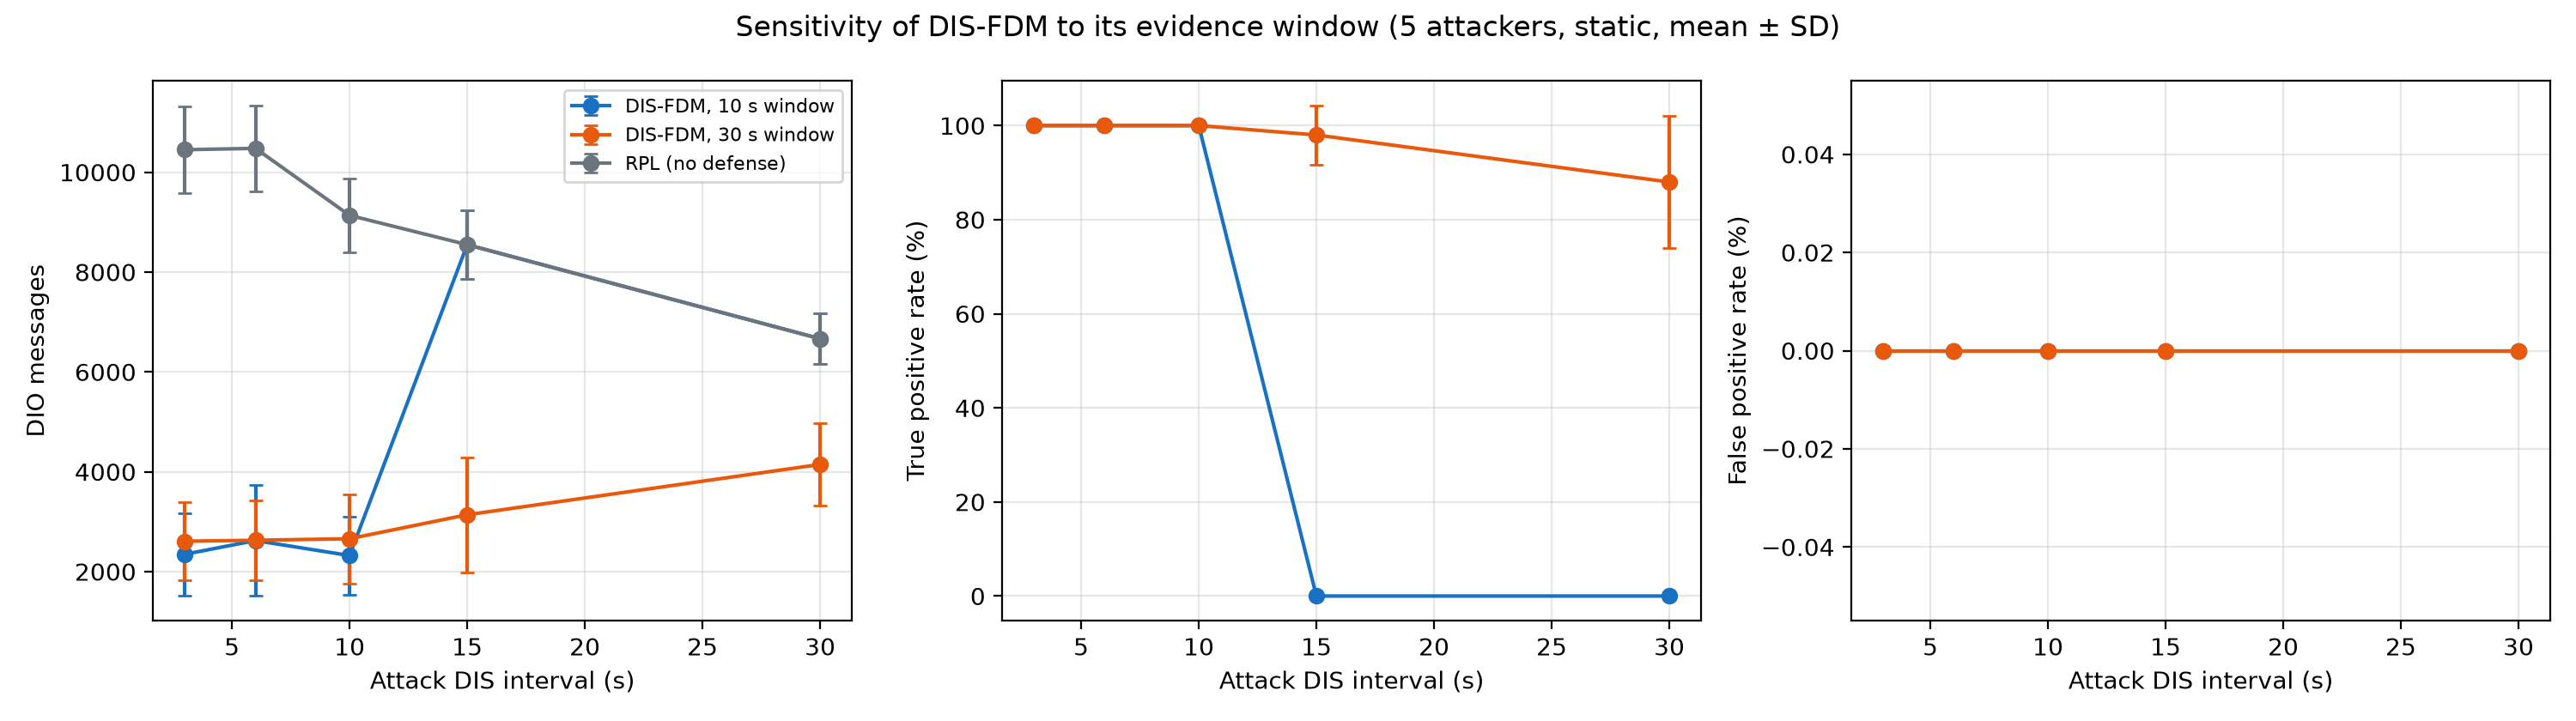 Sensitivity of DIS-FDM to its evidence window (5 attackers, static, mean ± SD)
DIO messages
10000
8000
6000
4000
2000
DIS-FDM, 10 s window
DIS-FDM, 30 s window
RPL (no defense)
5 10 15 20 25 30
Attack DIS interval (s)
True positive rate (%)
100
80
60
40
20
0
5 10 15 20 25 30
Attack DIS interval (s)
False positive rate (%)
0.04
0.02
0.00
−0.02
−0.04
5 10 15 20 25 30
Attack DIS interval (s)